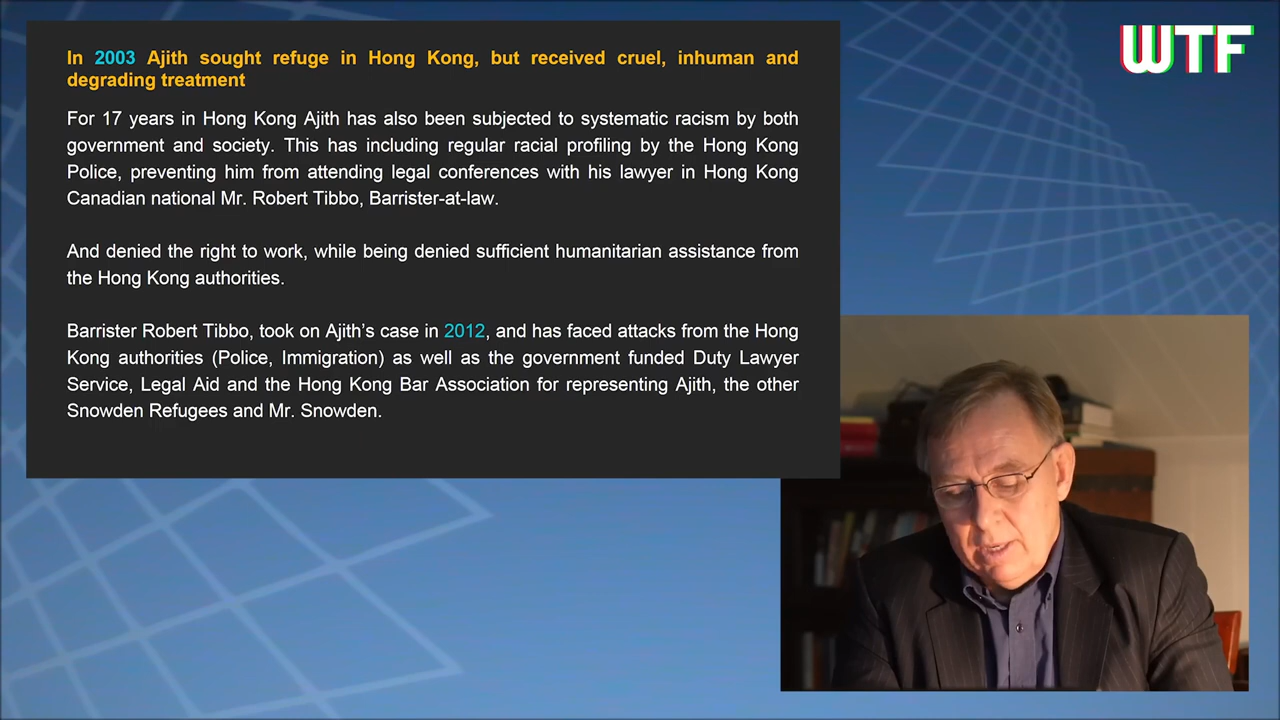 WTF
In 2003 Ajith sought refuge in Hong Kong, but received cruel, inhuman and
degrading treatment
For 17 years in Hong Kong Ajith has also been subjected to systematic racism by both
government and society. This has including regular racial profiling by the Hong Kong
Police, preventing him from attending legal conferences with his lawyer in Hong Kong
Canadian national Mr. Robert Tibbo, Barrister-at-law.
And denied the right to work, while being denied sufficient humanitarian assistance from
the Hong Kong authorities.
Barrister Robert Tibbo, took on Ajith’s case in 2012, and has faced attacks from the Hong
Kong authorities (Police, Immigration) as well as the government funded Duty Lawyer
Service, Legal Aid and the Hong Kong Bar Association for representing Ajith, the other
Snowden Refugees and Mr. Snowden.